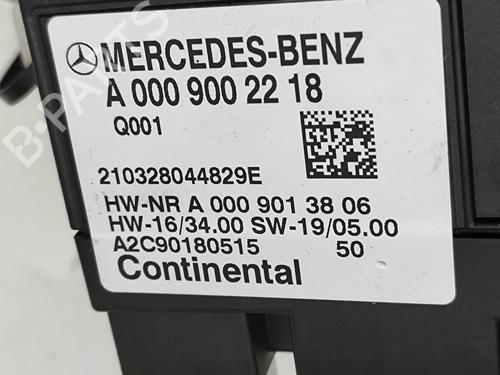 MERCEDES-BENZ
A 000 900 22 18
Q001
210328044829E
HW-NR A 000 901 38 06
HW-16/34.00 SW-19/05.00
A2C90180515 50
Continental
B-PARTS